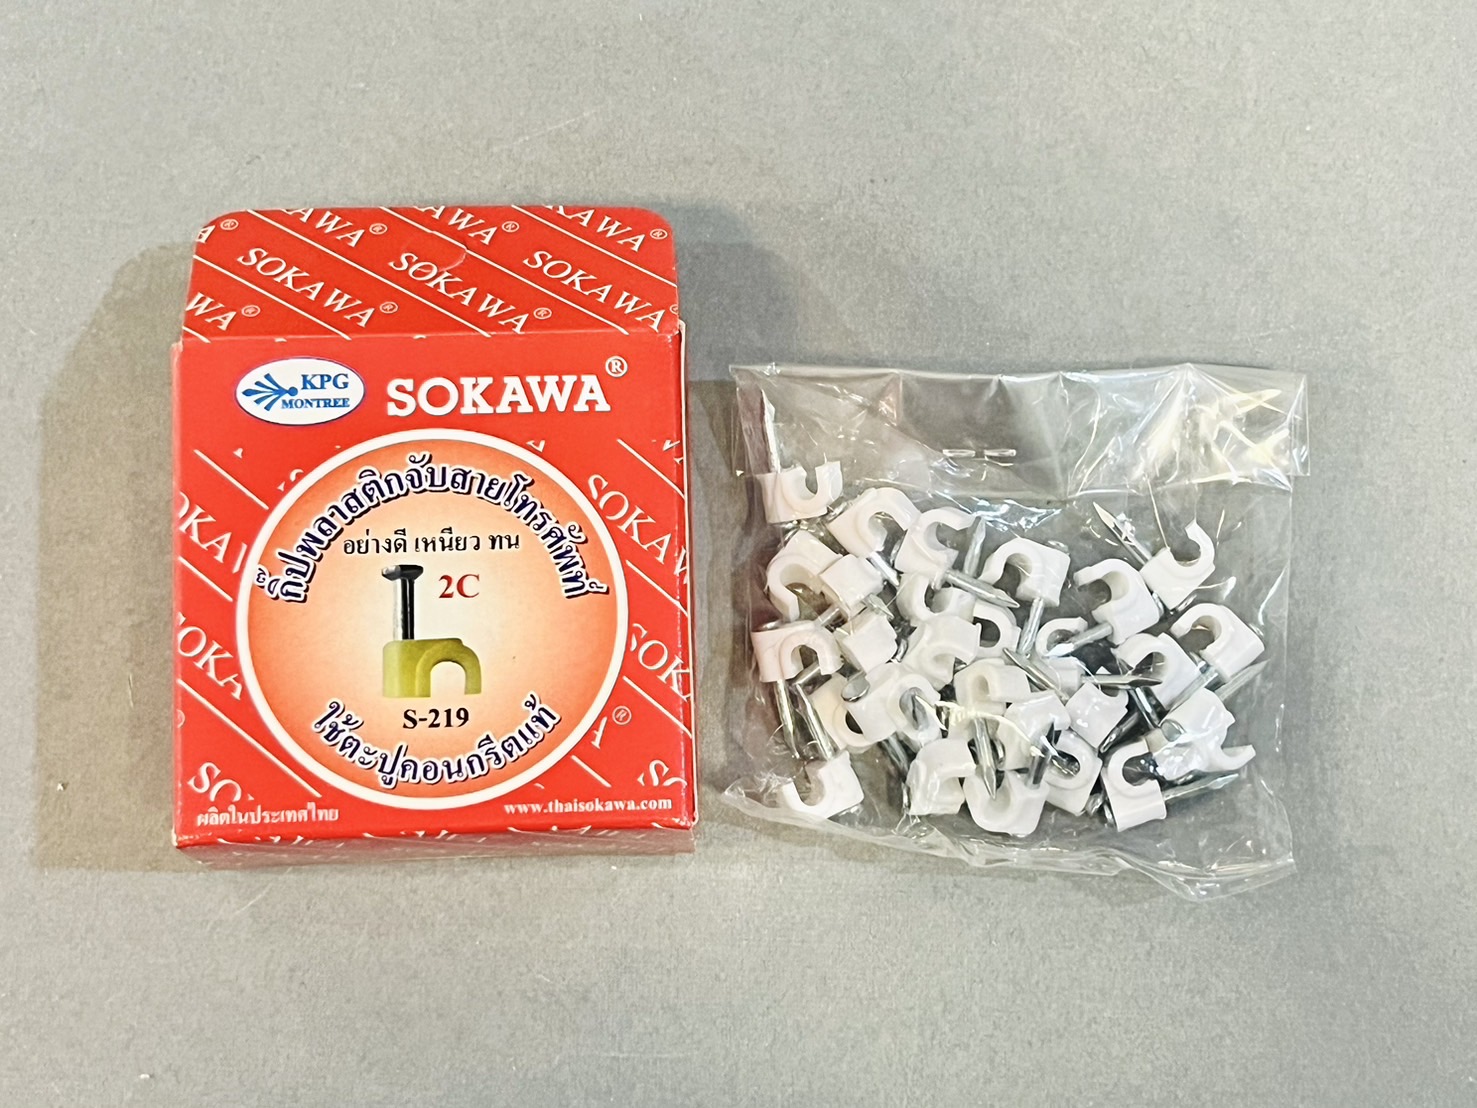 SOKAWA®
KPG
MONTREE
SOKAWA®
กิ๊ปพลาสติกจับสายโทรศัพท์
อย่างดี เหนียว ทน
2C
S-219
ใช้ตะปูคอนกรีตแท้
ผลิตในประเทศไทย
www.thaisokawa.com